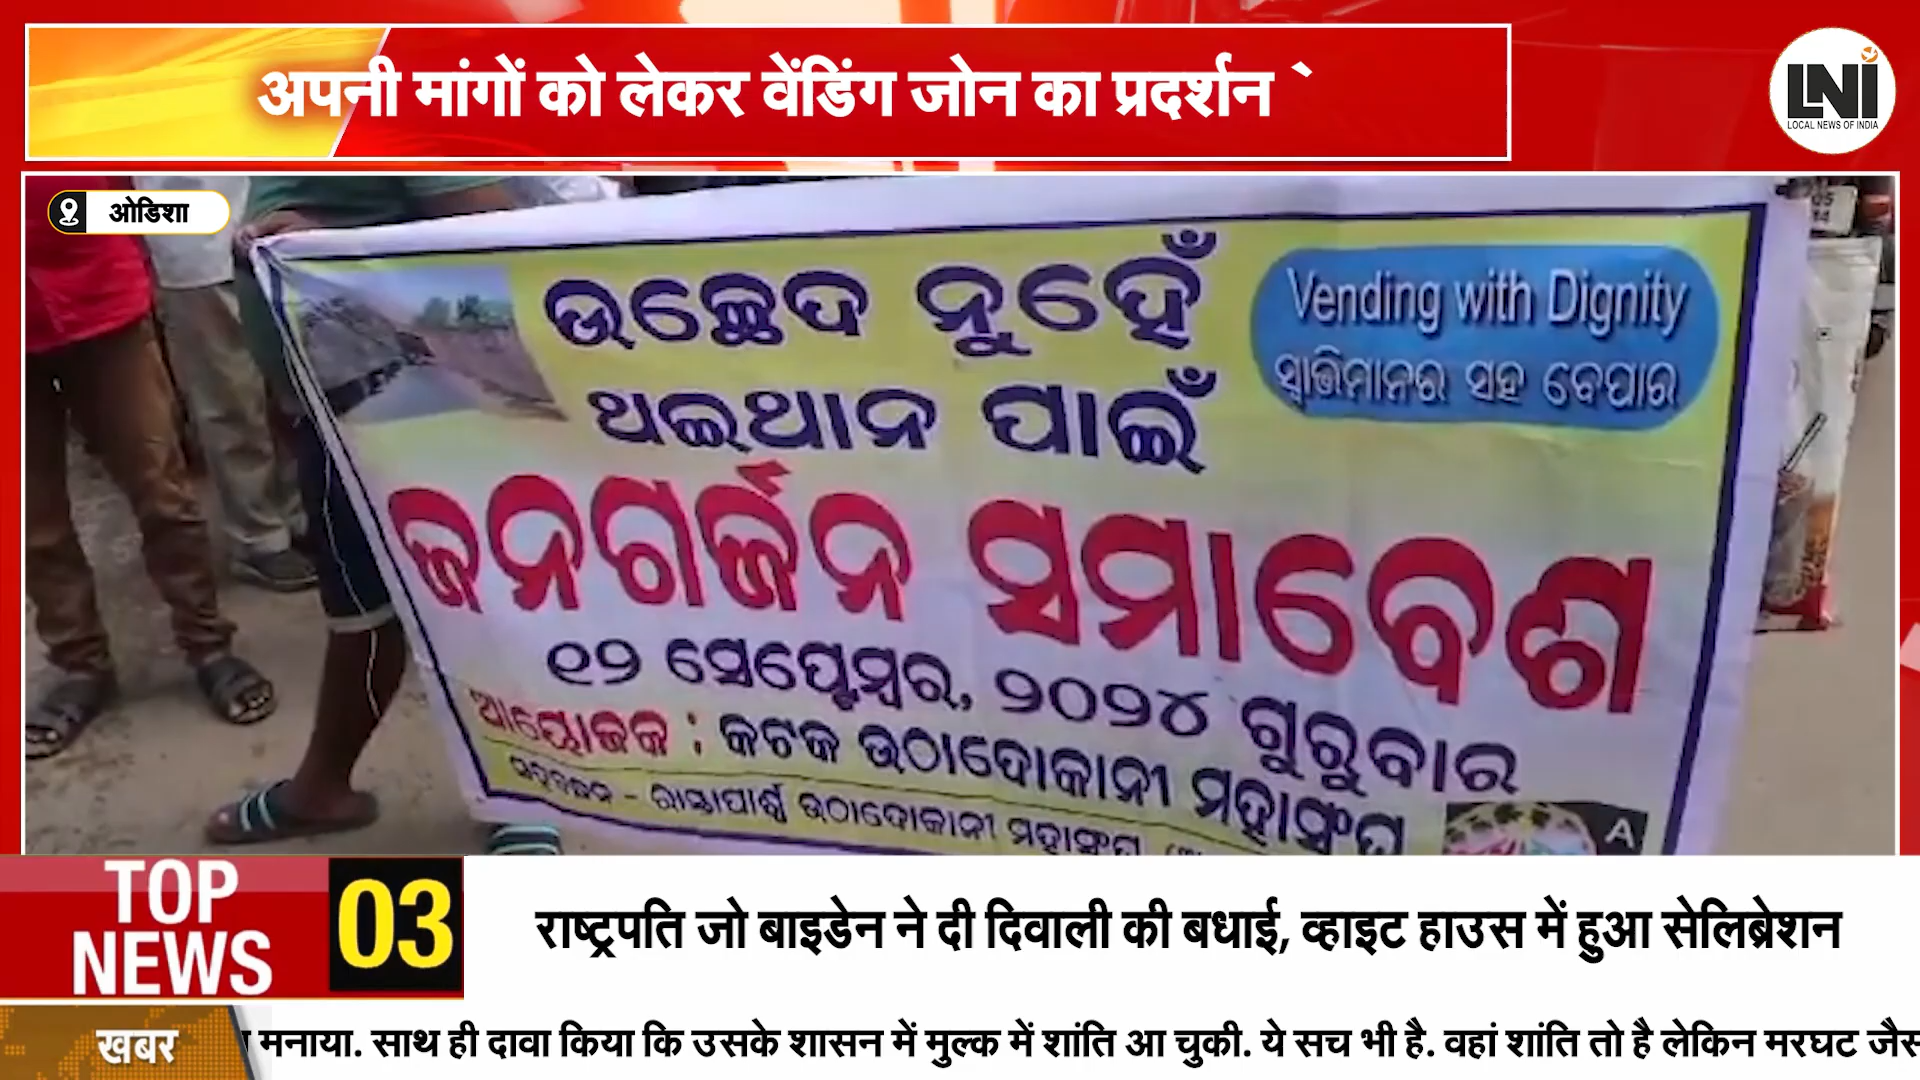 अपनी मांगों को लेकर वेंडिंग जोन का प्रदर्शन `
LNI
LOCAL NEWS OF INDIA
ओडिशा
ଉଚ୍ଛେଦ ନୁହେଁ
ଥଇଥାନ ପାଇଁ
Vending with Dignity
ସ୍ୱାଭିମାନର ସହ ବେପାର
ଜନଗର୍ଜନ ସମାବେଶ
୧୨ ସେପ୍ଟେମ୍ବର, ୨୦୨୪ ଗୁରୁବାର
ଆୟୋଜକ : କଟକ ଉଠାଦୋକାନୀ ମହାସଂଘ
ରାସ୍ତାପାର୍ଶ୍ୱ ଉଠାଦୋକାନୀ ମହାସଂଘ
TOP NEWS
03
राष्ट्रपति जो बाइडेन ने दी दिवाली की बधाई, व्हाइट हाउस में हुआ सेलिब्रेशन
खबर
मनाया. साथ ही दावा किया कि उसके शासन में मुल्क में शांति आ चुकी. ये सच भी है. वहां शांति तो है लेकिन मरघट जैस